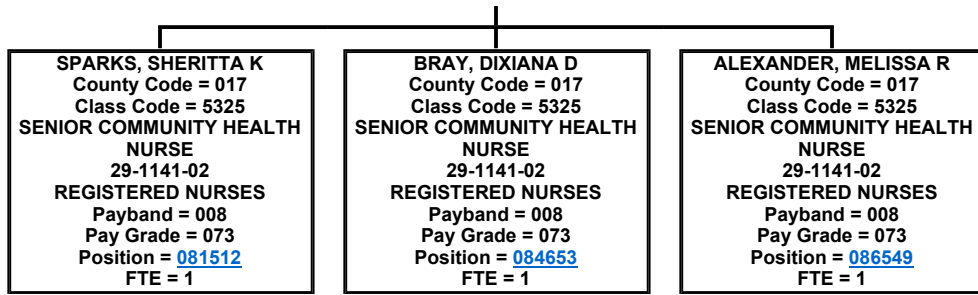 SPARKS, SHERITTA K
County Code = 017
Class Code = 5325
SENIOR COMMUNITY HEALTH
NURSE
29-1141-02
REGISTERED NURSES
Payband = 008
Pay Grade = 073
Position = 081512
FTE = 1
BRAY, DIXIANA D
County Code = 017
Class Code = 5325
SENIOR COMMUNITY HEALTH
NURSE
29-1141-02
REGISTERED NURSES
Payband = 008
Pay Grade = 073
Position = 084653
FTE = 1
ALEXANDER, MELISSA R
County Code = 017
Class Code = 5325
SENIOR COMMUNITY HEALTH
NURSE
29-1141-02
REGISTERED NURSES
Payband = 008
Pay Grade = 073
Position = 086549
FTE = 1